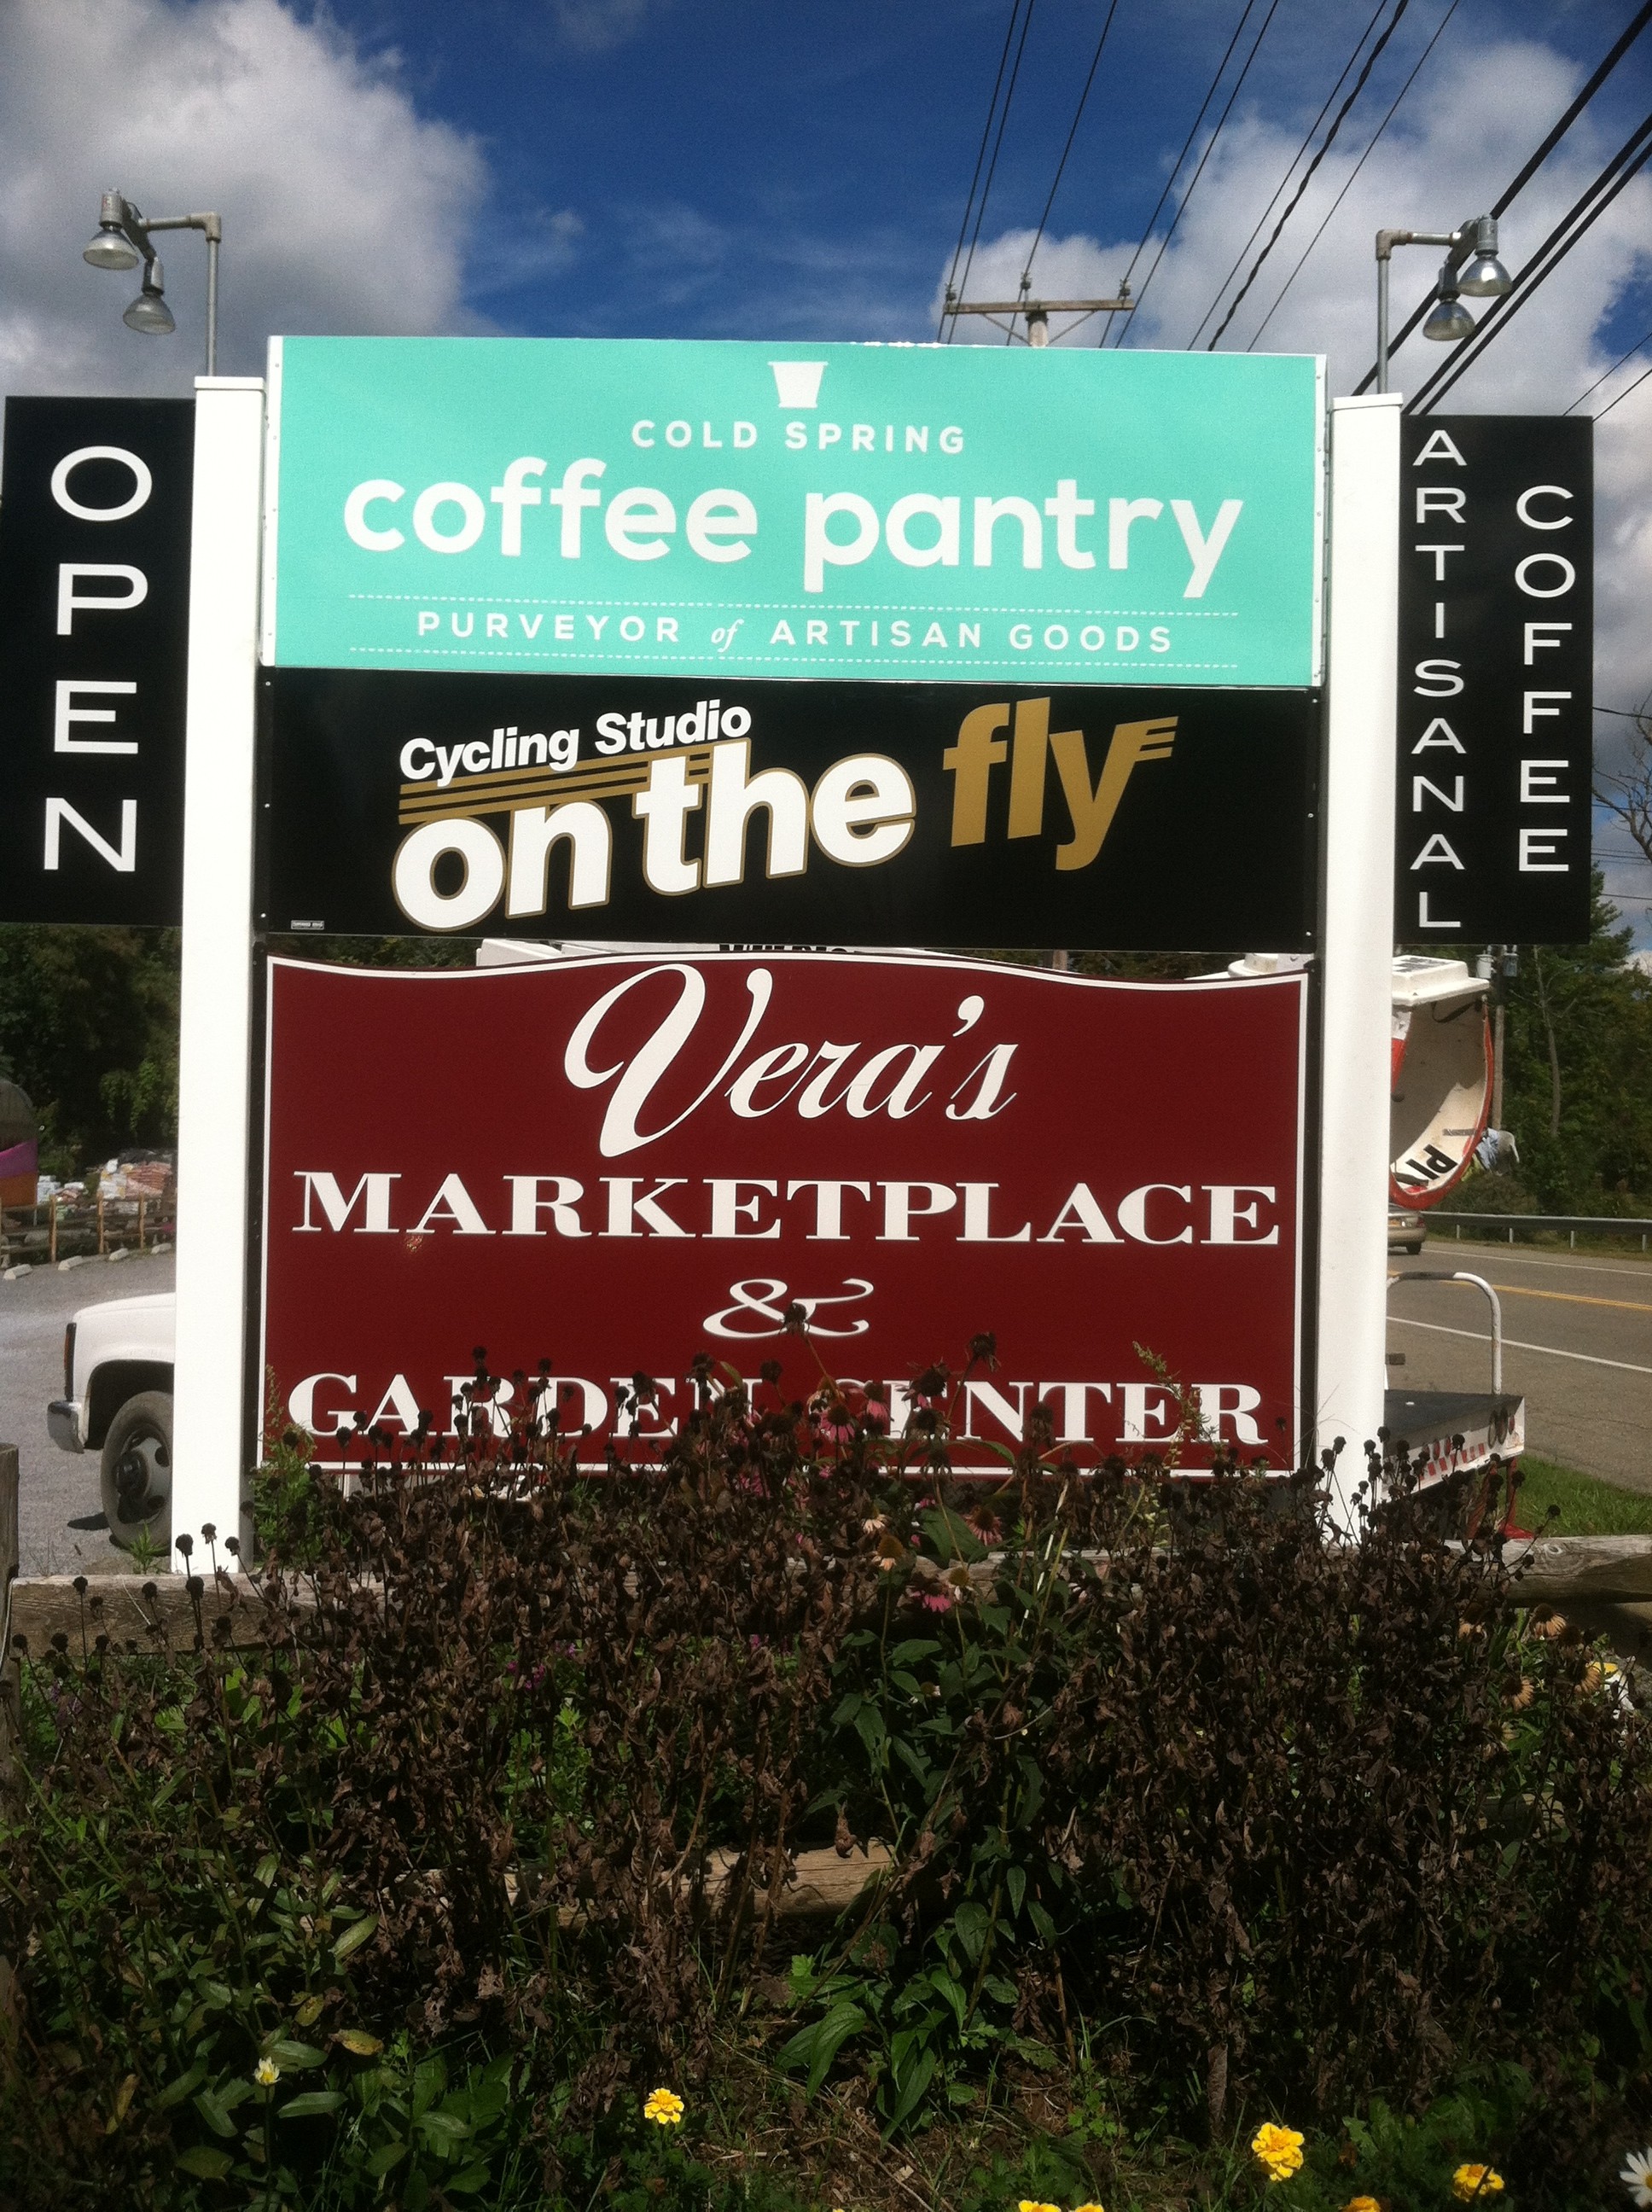 OPEN
COLD SPRING
coffee pantry
PURVEYOR of ARTISAN GOODS
Cycling Studio
on the fly
Vera's
MARKETPLACE
&
GARDEN CENTER
ARTISANAL
COFFEE